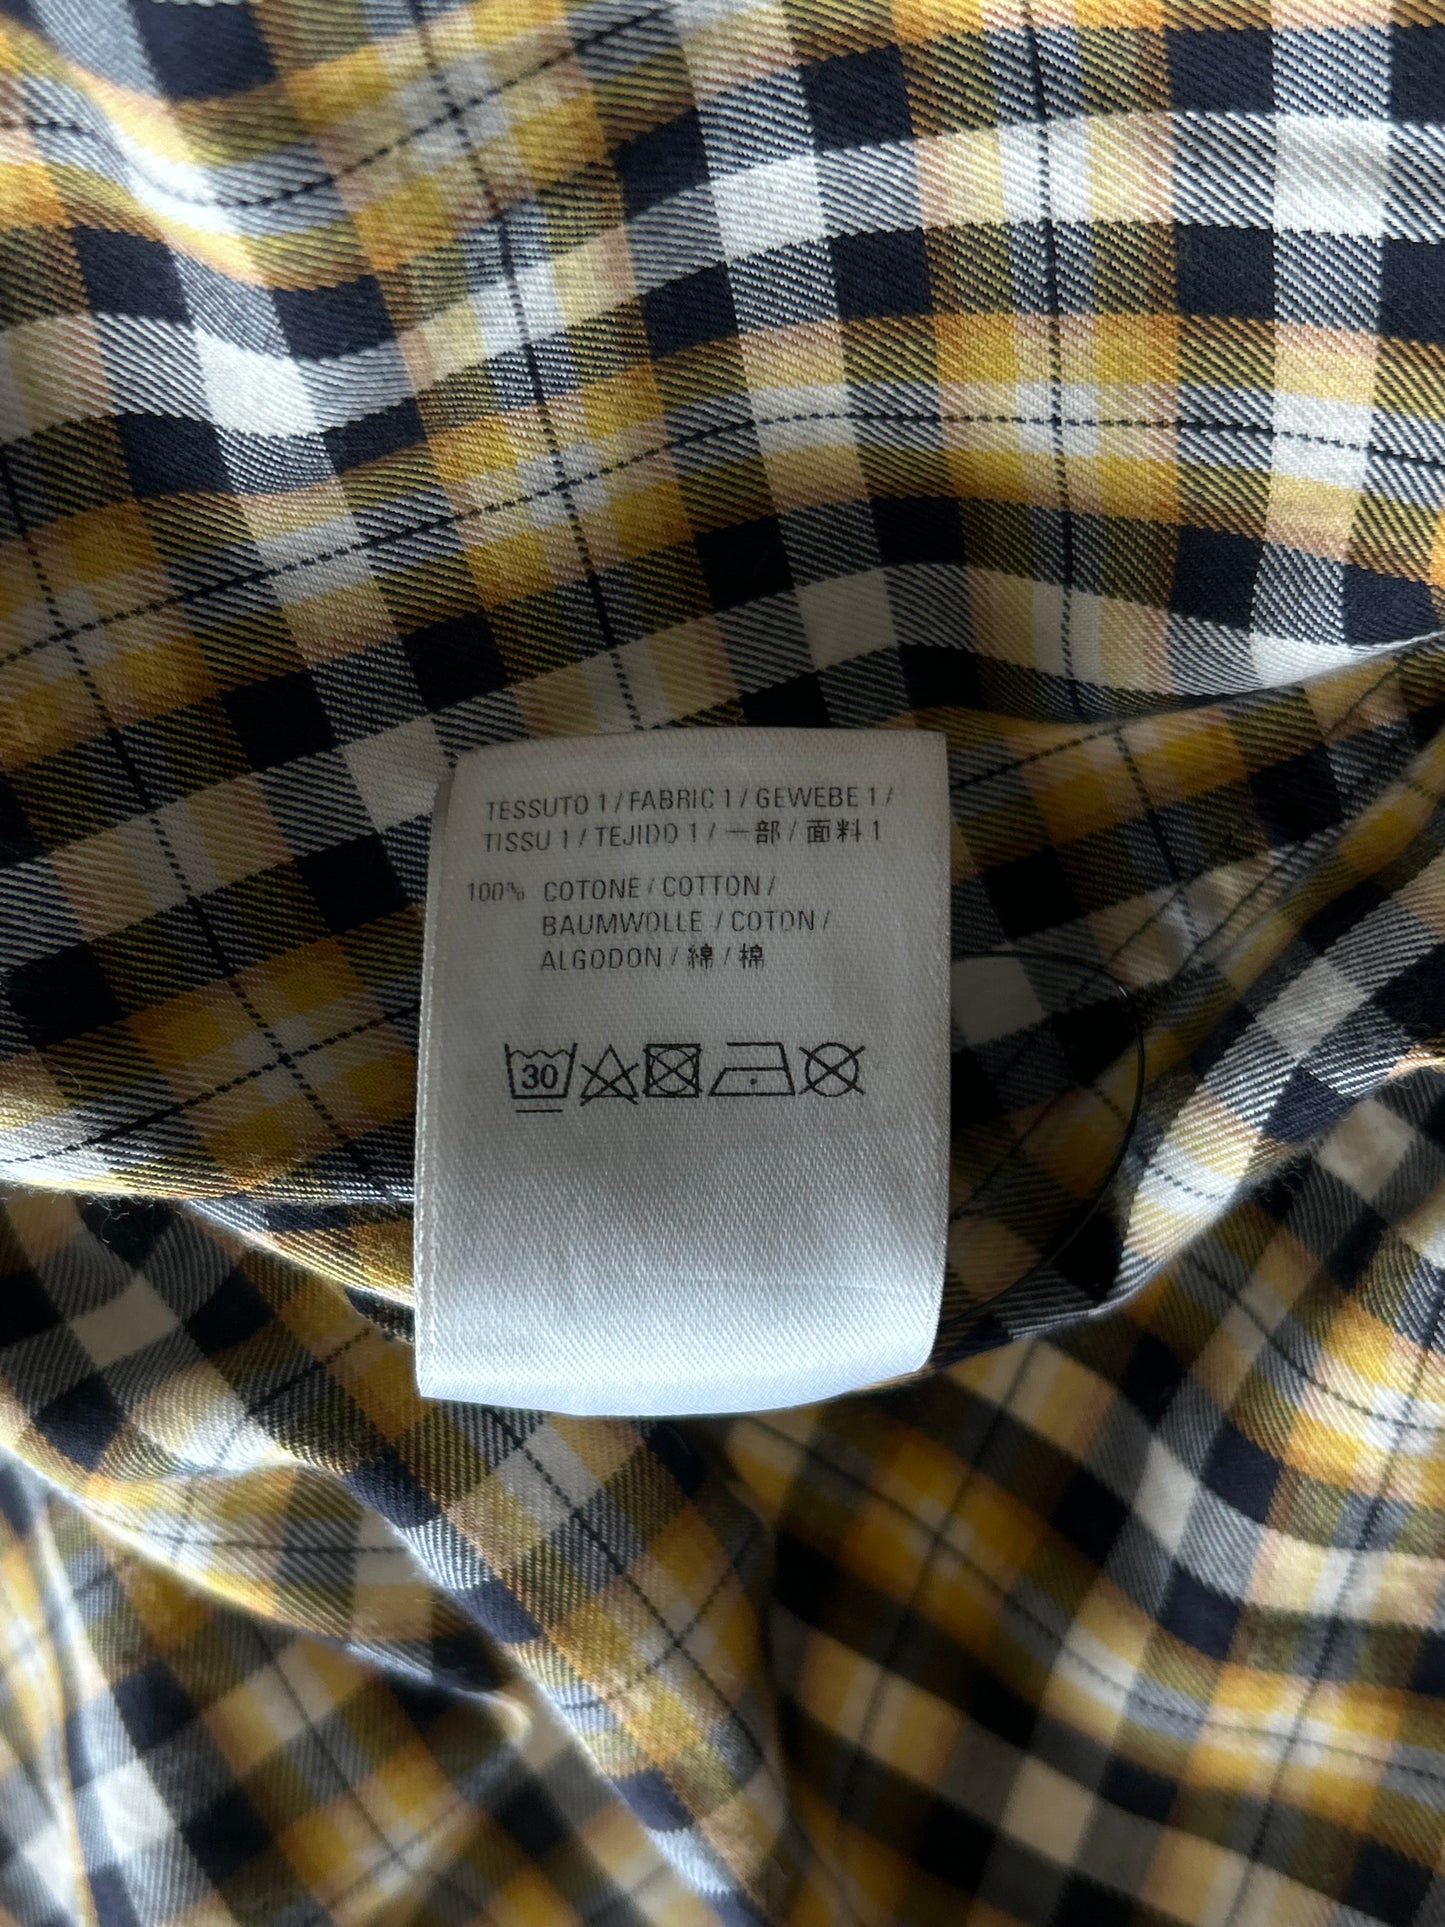 TESSUTO 1 / FABRIC 1 / GEWEBE 1 /
TISSU 1 / TEJIDO 1 / 一部 / 面料 1
100% COTONE / COTTON /
BAUMWOLLE / COTON /
ALGODON / 綿 / 棉
30